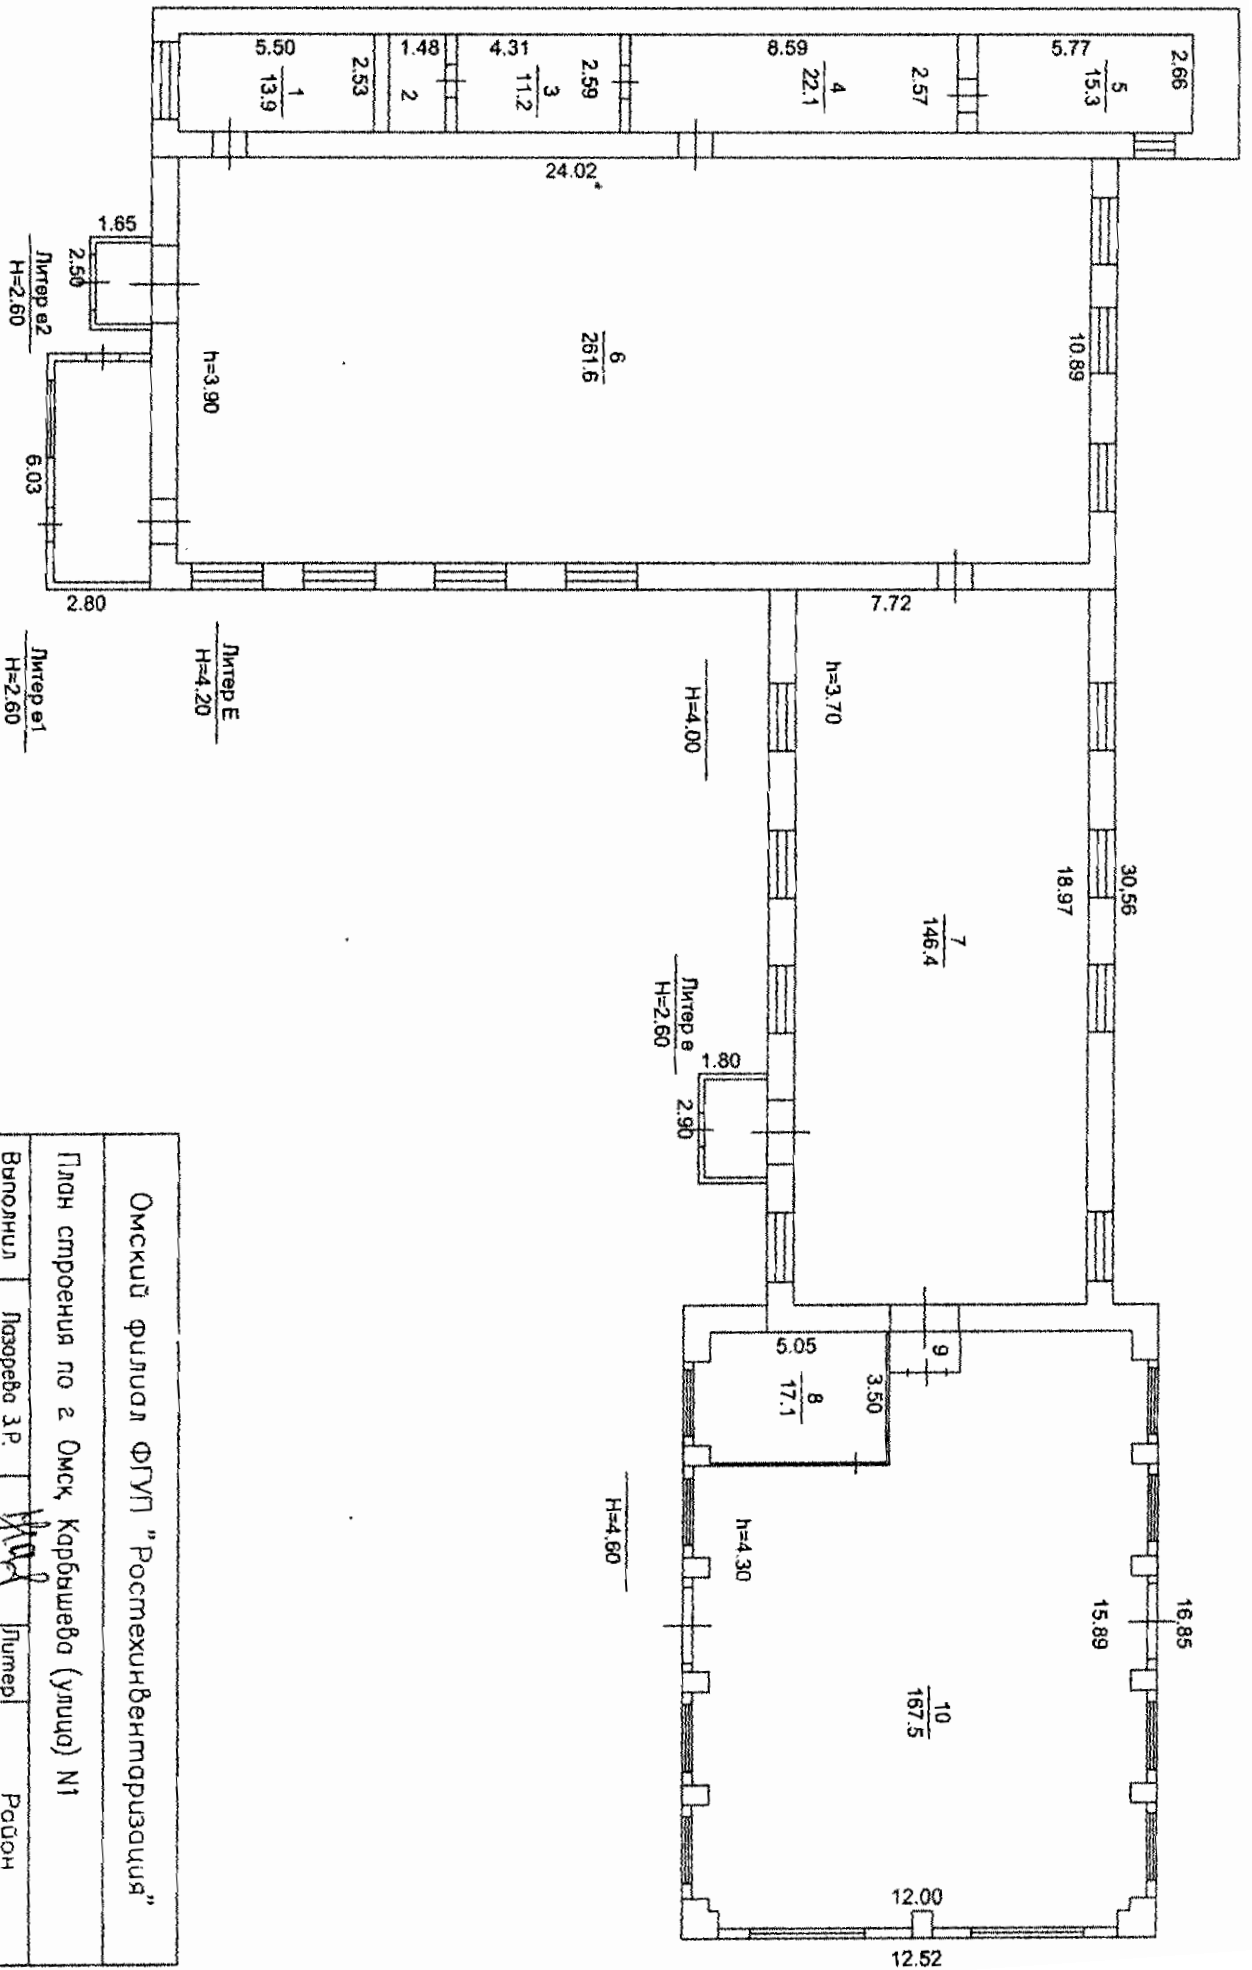 5.50
1
13.9
2.53
1.48
2
4.31
3
11.2
2.59
8.59
4
22.1
2.57
5.77
5
15.3
2.66
24.02
6
261.6
10.89
h=3.90
1.65
2.50
Литер е2
H=2.60
6.03
2.80
Литер е1
H=2.60
Литер Е
H=4.20
7.72
h=3.70
H=4.00
30,56
18.97
7
146.4
Литер е
H=2.60
1.80
2.90
5.05
8
17.1
3.50
9
h=4.30
H=4.60
16.85
15.89
10
167.5
12.00
12.52
Омский филиал ФГУП "Ростехинвентаризация"
План строения по г Омск, Карбышева (улица) N1
Выполнил Лазарева З.Р. Литер Район